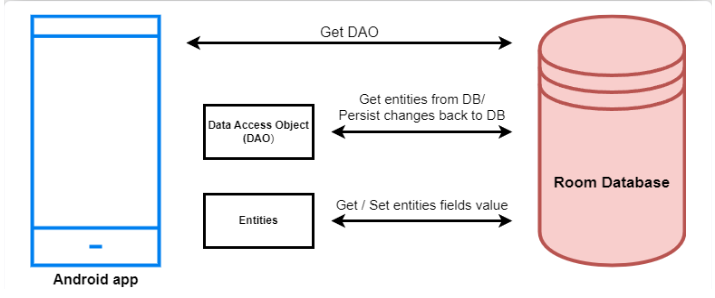 Get DAO
Get entities from DB/
Persist changes back to DB
Data Access Object
(DAO)
Room Database
Get / Set entities fields value
Entities
Android app